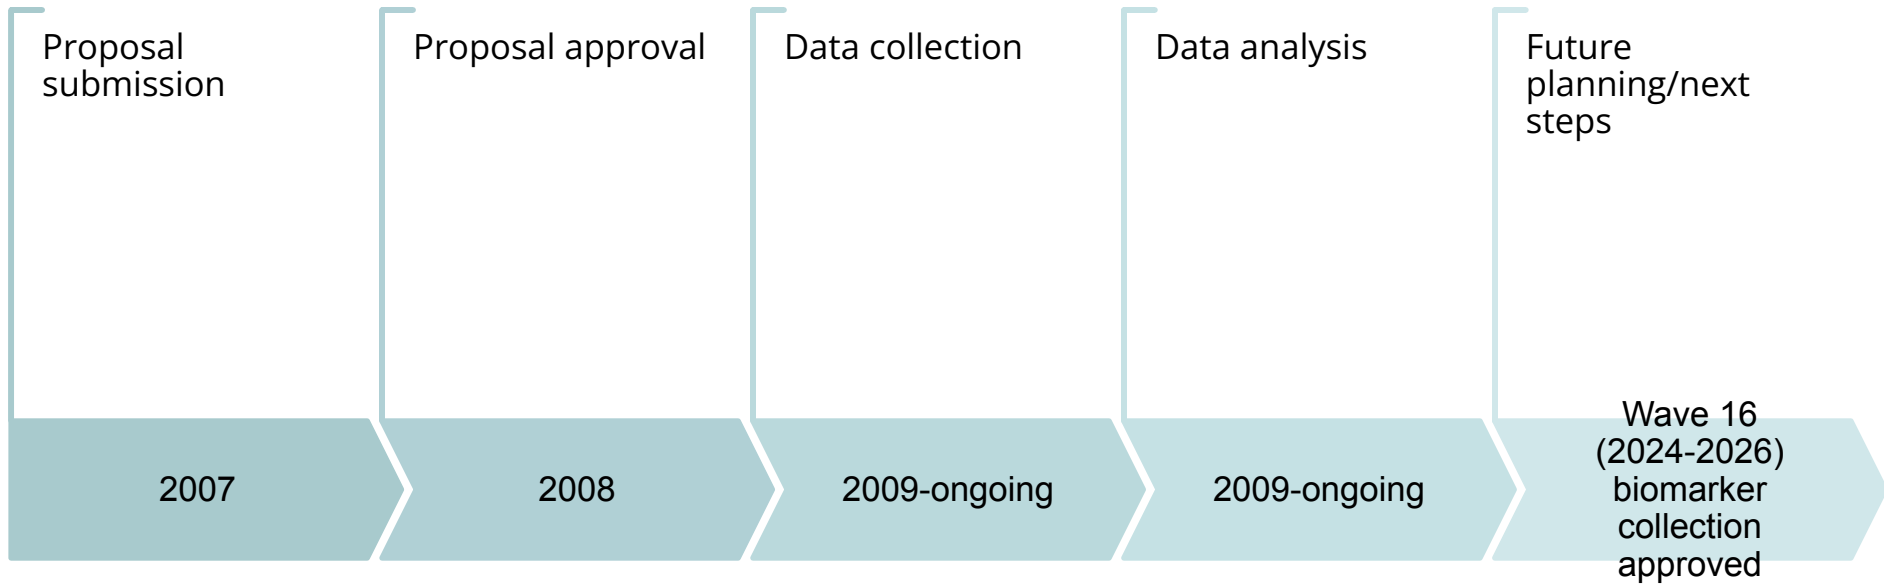 Proposal
submission
Proposal approval
Data collection
Data analysis
Future
planning/next
steps
2007
2008
2009-ongoing
2009-ongoing
Wave 16
(2024-2026)
biomarker
collection
approved